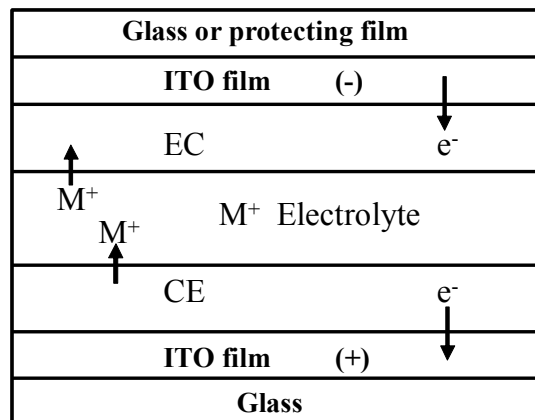 Glass or protecting film
ITO film (-)
EC e⁻
M⁺ M⁺ Electrolyte
M⁺
CE e⁻
ITO film (+)
Glass